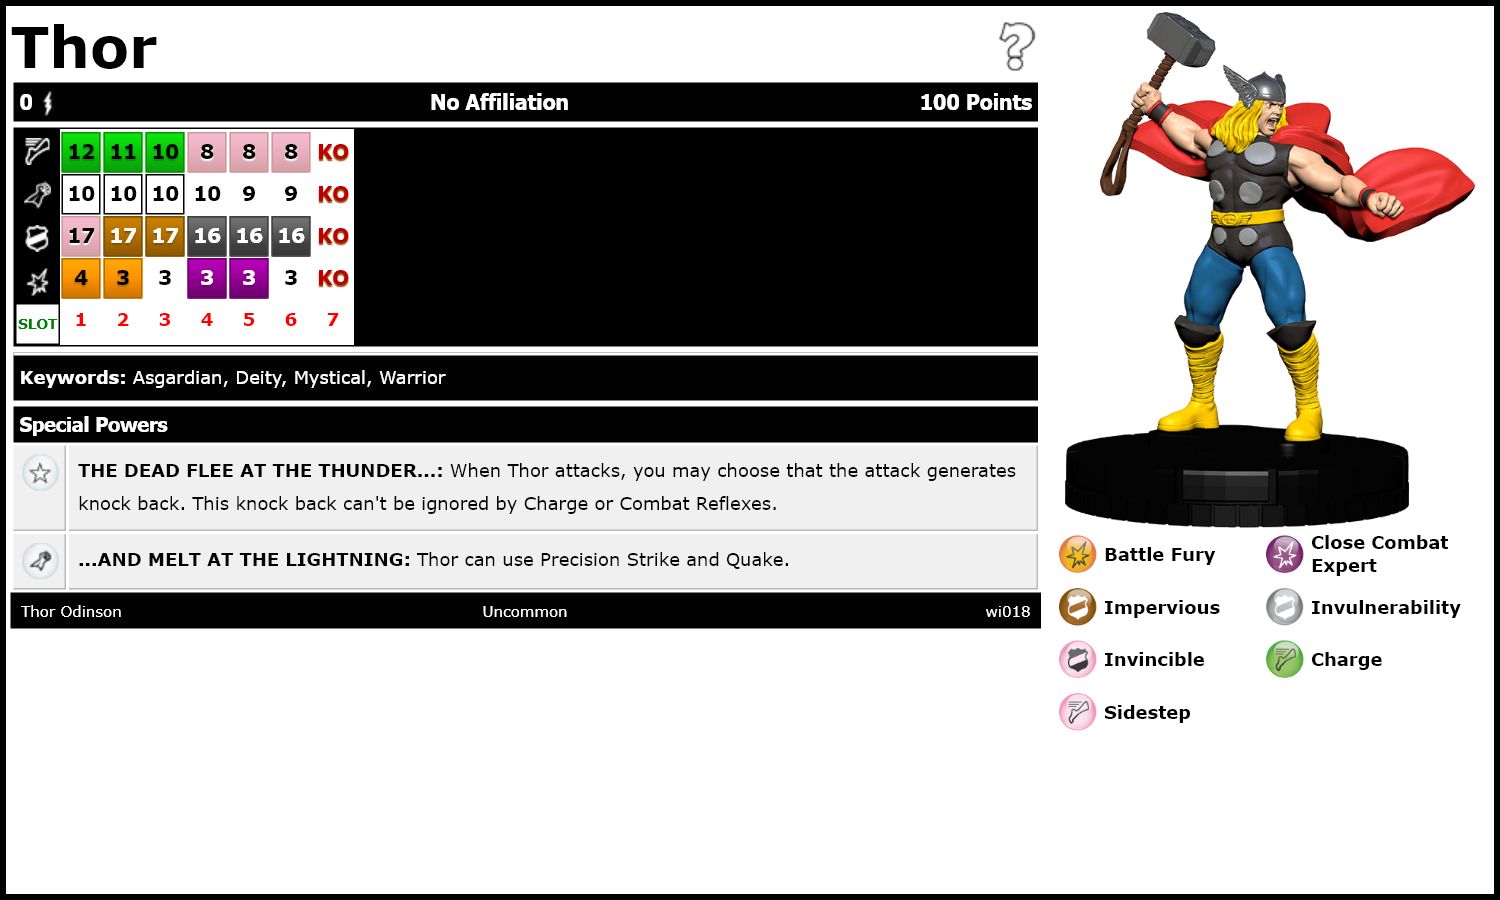 Thor
0 No Affiliation 100 Points
12 11 10 8 8 8 KO
10 10 10 10 9 9 KO
17 17 17 16 16 16 KO
4 3 3 3 3 3 KO
SLOT 1 2 3 4 5 6 7
Keywords: Asgardian, Deity, Mystical, Warrior
Special Powers
THE DEAD FLEE AT THE THUNDER...: When Thor attacks, you may choose that the attack generates
knock back. This knock back can't be ignored by Charge or Combat Reflexes.
...AND MELT AT THE LIGHTNING: Thor can use Precision Strike and Quake.
Thor Odinson Uncommon wi018
Battle Fury
Close Combat
Expert
Impervious
Invulnerability
Invincible
Charge
Sidestep